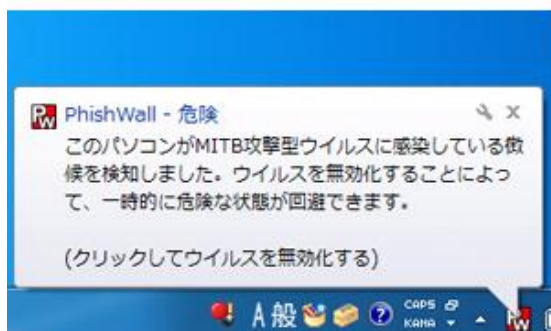 PhishWall - 危険
このパソコンがMITB攻撃型ウイルスに感染している徴
候を検知しました。ウイルスを無効化することによっ
て、一時的に危険な状態が回避できます。
(クリックしてウイルスを無効化する)
A 般 CAPS
KANA